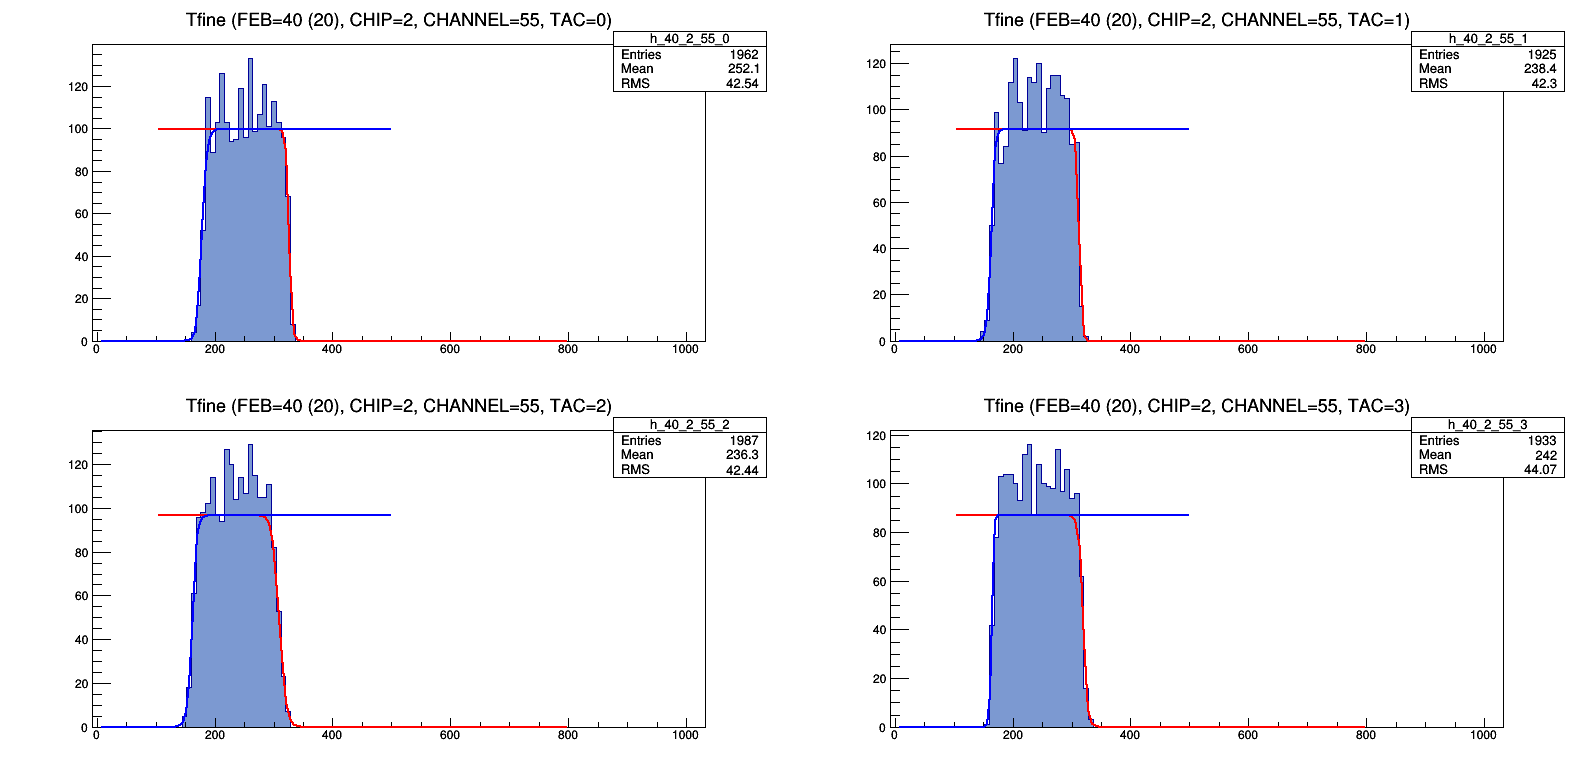 Tfine (FEB=40 (20), CHIP=2, CHANNEL=55, TAC=0)
h_40_2_55_0
Entries 1962
Mean 252.1
RMS 42.54
120
100
80
60
40
20
0
0 200 400 600 800 1000
Tfine (FEB=40 (20), CHIP=2, CHANNEL=55, TAC=1)
h_40_2_55_1
Entries 1925
Mean 238.4
RMS 42.3
120
100
80
60
40
20
0
0 200 400 600 800 1000
Tfine (FEB=40 (20), CHIP=2, CHANNEL=55, TAC=2)
h_40_2_55_2
Entries 1987
Mean 236.3
RMS 42.44
120
100
80
60
40
20
0
0 200 400 600 800 1000
Tfine (FEB=40 (20), CHIP=2, CHANNEL=55, TAC=3)
h_40_2_55_3
Entries 1933
Mean 242
RMS 44.07
120
100
80
60
40
20
0
0 200 400 600 800 1000